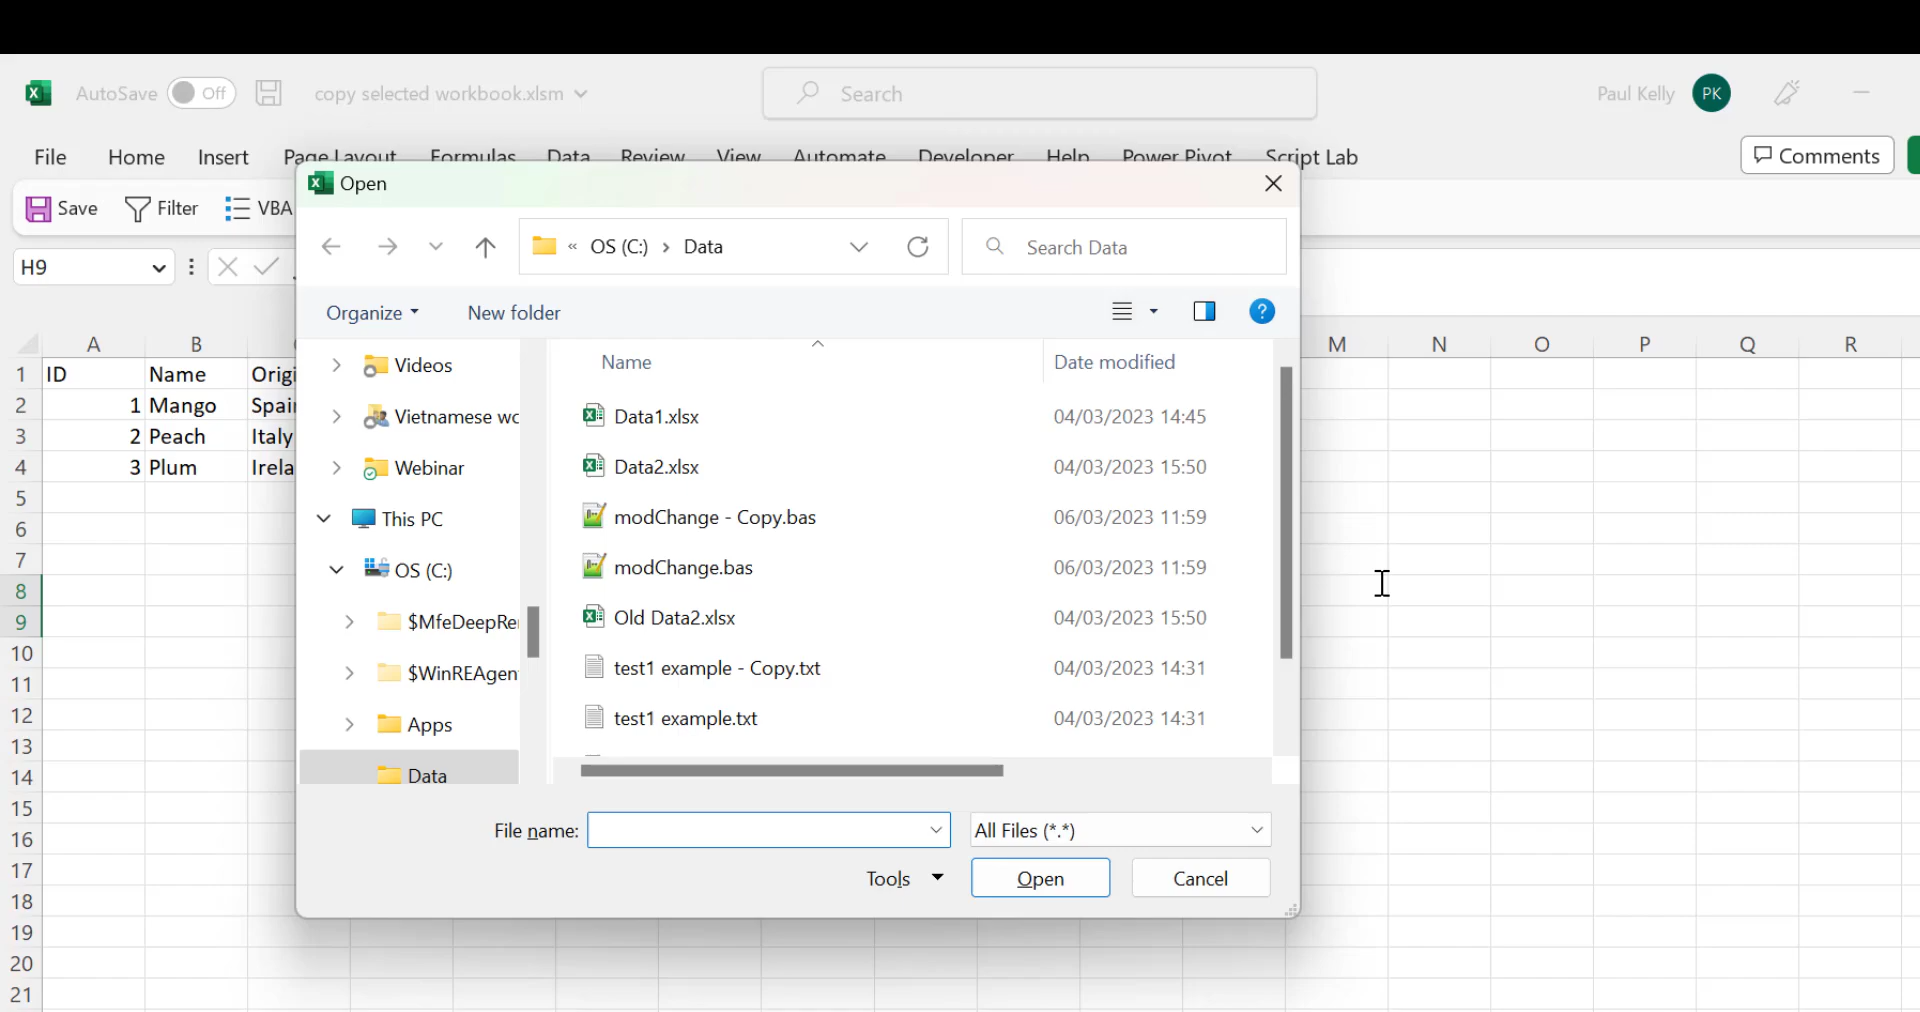 AutoSave Off copy selected workbook.xlsm Search Paul Kelly PK
File Home Insert Page Layout Formulas Data Review View Automate Developer Help Power Pivot Script Lab Comments
Save Filter VBA
H9
Open
OS (C:) Data Search Data
Organize New folder
A B M N O P Q R
1 ID Name Origi
2 1 Mango Spai
3 2 Peach Italy
4 3 Plum Irela
5
6
7
8
9
10
11
12
13
14
15
16
17
18
19
20
21
Videos
Vietnamese wo
Webinar
This PC
OS (C:)
$MfeDeepRe
$WinREAgen
Apps
Data
Name Date modified
Data1.xlsx 04/03/2023 14:45
Data2.xlsx 04/03/2023 15:50
modChange - Copy.bas 06/03/2023 11:59
modChange.bas 06/03/2023 11:59
Old Data2.xlsx 04/03/2023 15:50
test1 example - Copy.txt 04/03/2023 14:31
test1 example.txt 04/03/2023 14:31
File name: All Files (*.*)
Tools Open Cancel